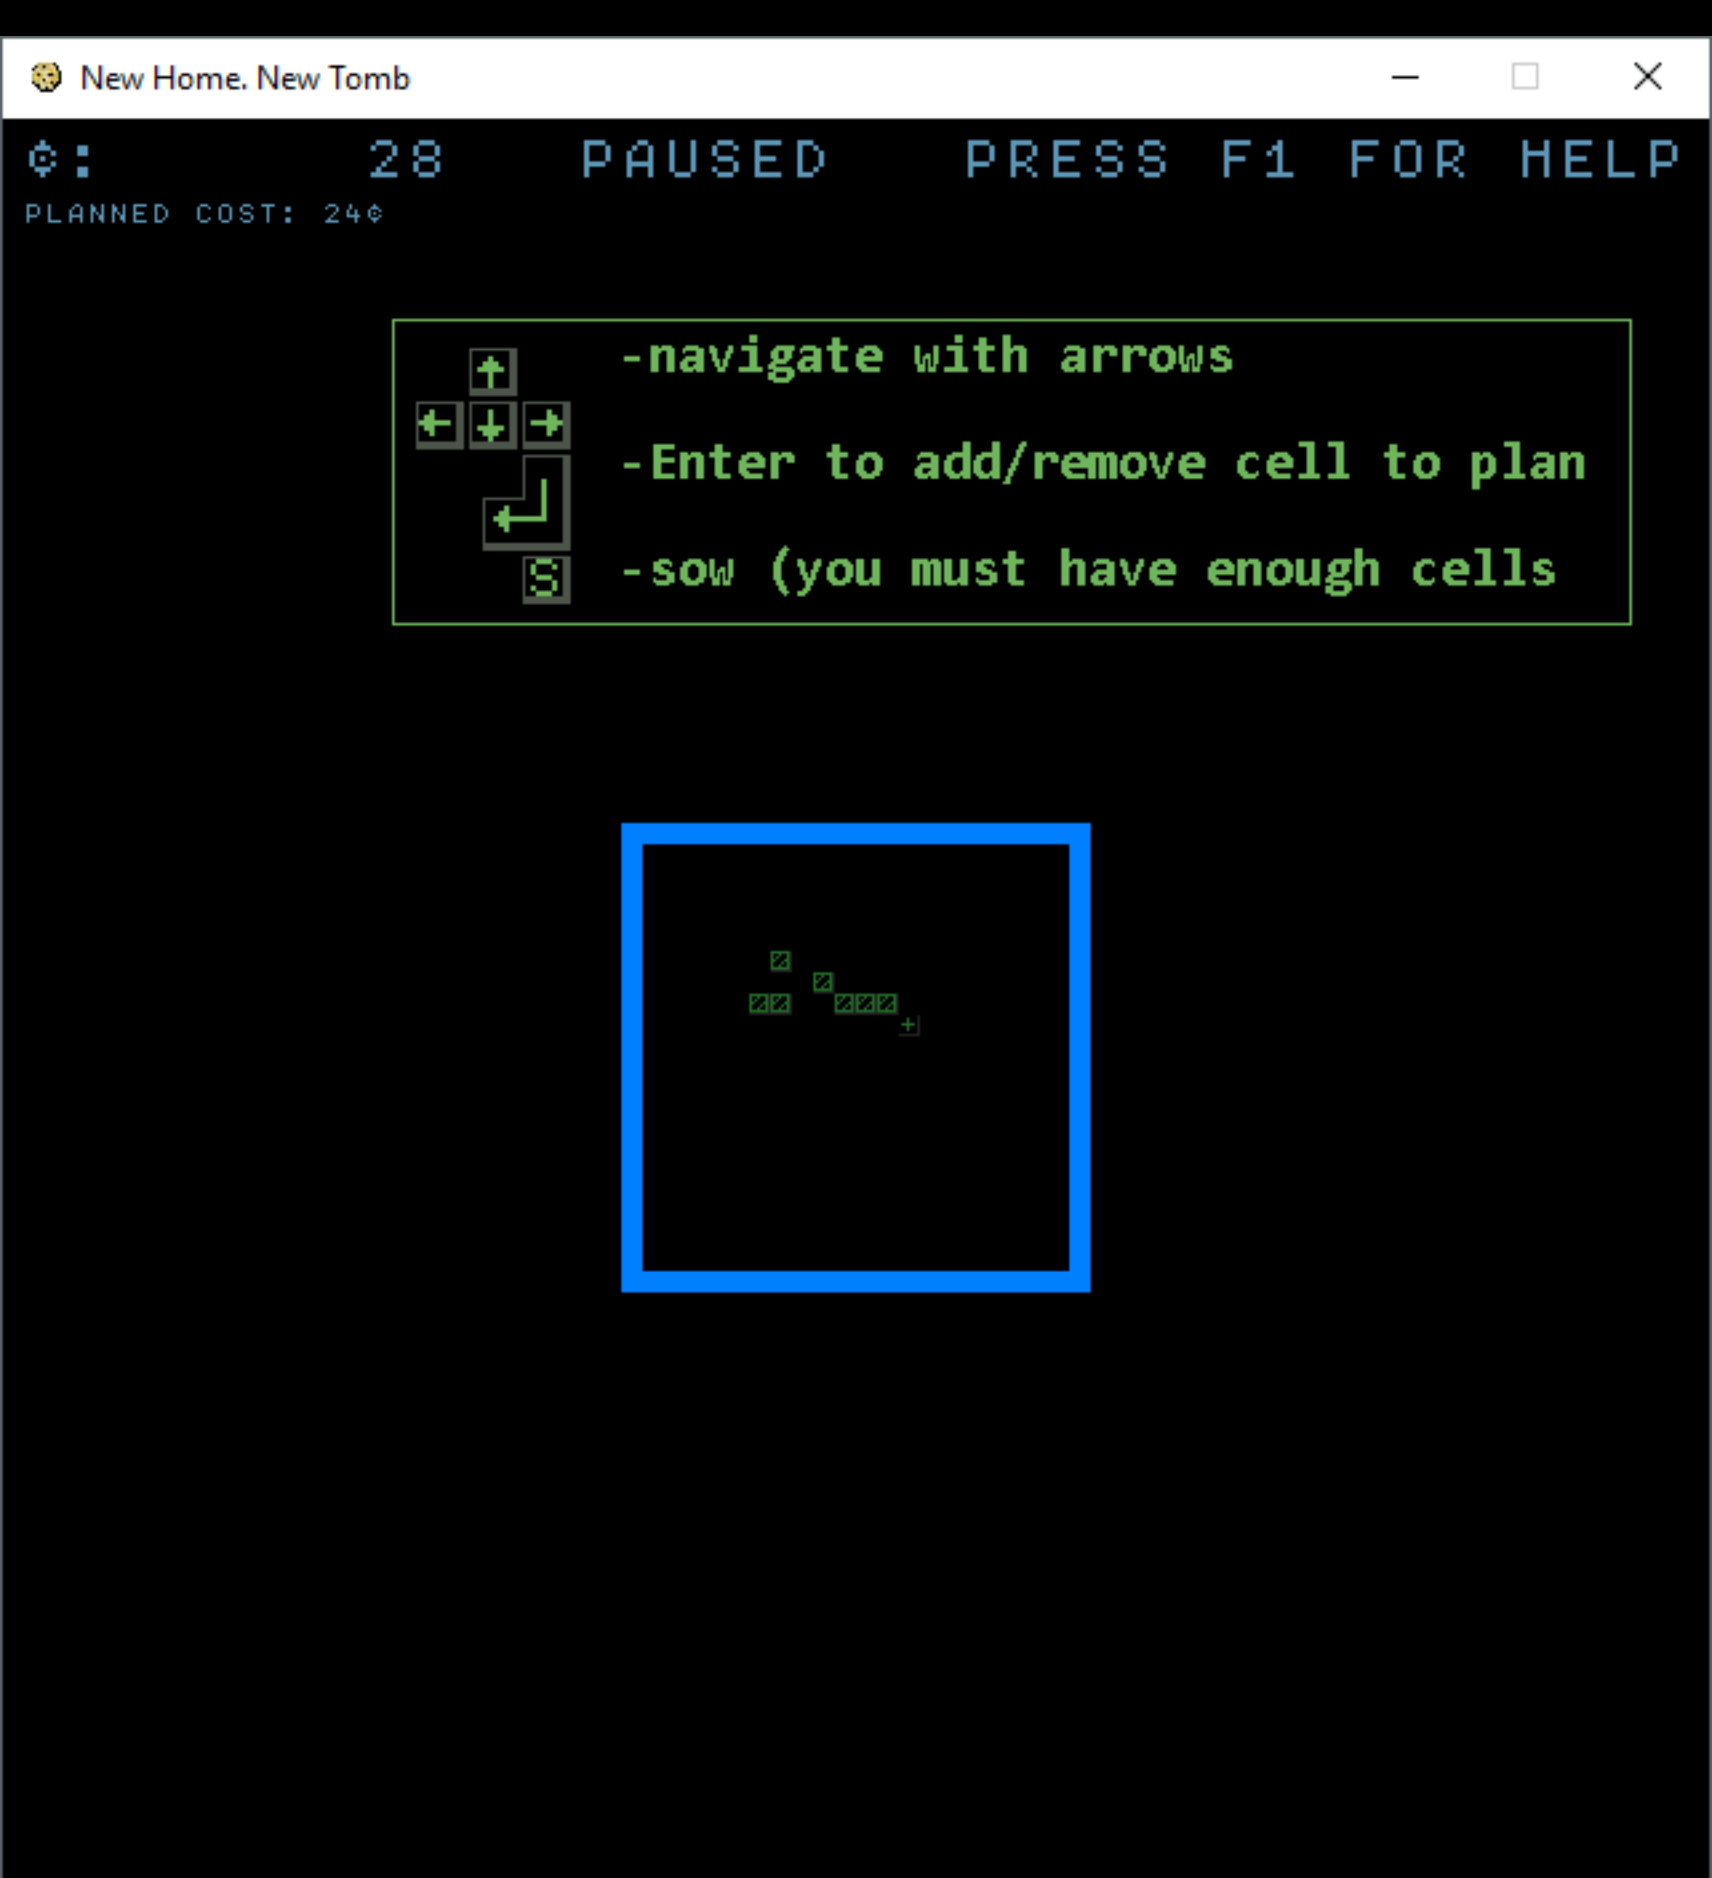 New Home. New Tomb
¢: 28 PAUSED PRESS F1 FOR HELP
PLANNED COST: 24¢
-navigate with arrows
-Enter to add/remove cell to plan
S -sow (you must have enough cells